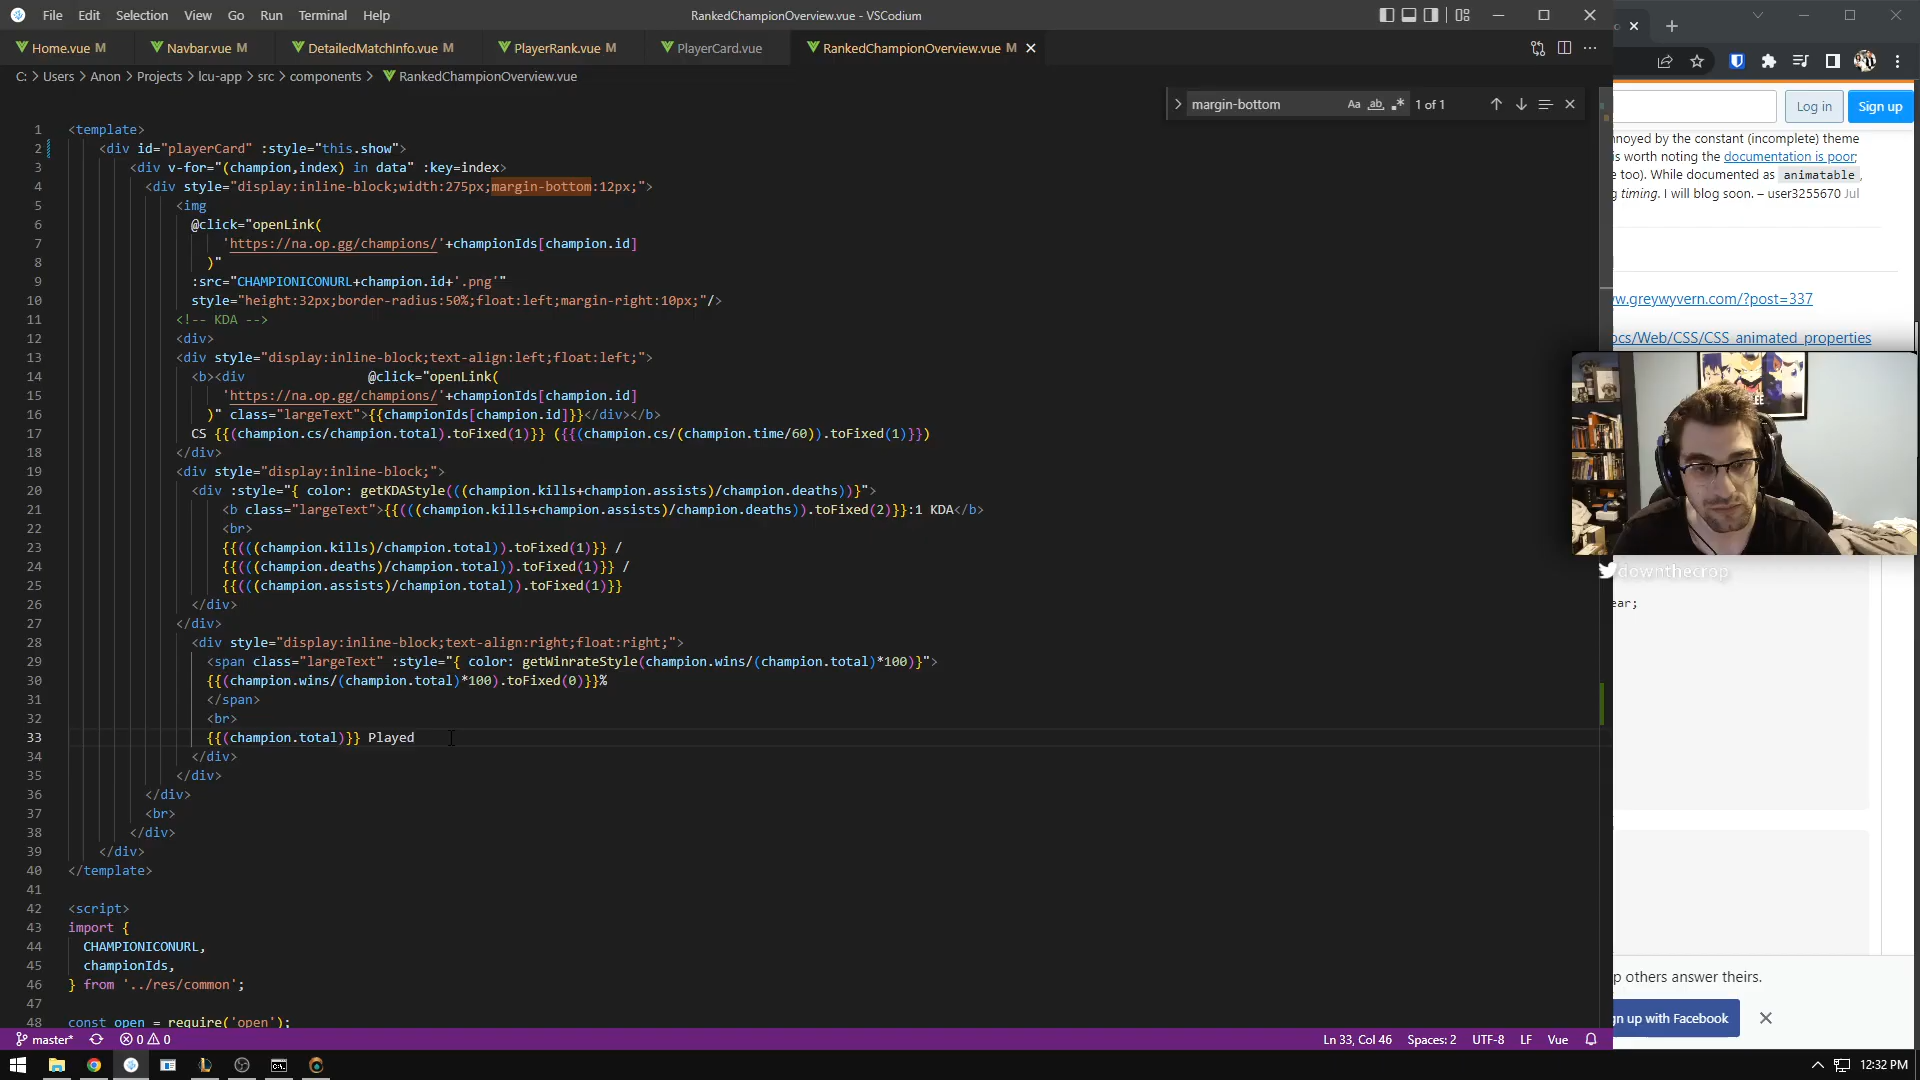 File Edit Selection View Go Run Terminal Help
RankedChampionOverview.vue - VSCodium
Home.vue M
Navbar.vue M
DetailedMatchInfo.vue M
PlayerRank.vue M
PlayerCard.vue
RankedChampionOverview.vue M
C: > Users > Anon > Projects > lcu-app > src > components > RankedChampionOverview.vue
margin-bottom
Aa ab 1 of 1
1 <template>
2 <div id="playerCard" :style="this.show">
3 <div v-for="(champion,index) in data" :key=index>
4 <div style="display:inline-block;width:275px;margin-bottom:12px;">
5 <img
6 @click="openLink(
7 'https://na.op.gg/champions/'+championIds[champion.id]
8 )"
9 :src="CHAMPIONICONURL+champion.id+'.png'"
10 style="height:32px;border-radius:50%;float:left;margin-right:10px;"/>
11 <!-- KDA -->
12 <div>
13 <div style="display:inline-block;text-align:left;float:left;">
14 <b><div @click="openLink(
15 'https://na.op.gg/champions/'+championIds[champion.id]
16 )" class="largeText">{{championIds[champion.id]}}</div></b>
17 CS {{(champion.cs/champion.total).toFixed(1)}} ({{(champion.cs/(champion.time/60)).toFixed(1)}})
18 </div>
19 <div style="display:inline-block;">
20 <div :style="{ color: getKDAStyle(((champion.kills+champion.assists)/champion.deaths))}">
21 <b class="largeText">{{(((champion.kills+champion.assists)/champion.deaths)).toFixed(2)}}:1 KDA</b>
22 <br>
23 {{(((champion.kills)/champion.total)).toFixed(1)}} /
24 {{(((champion.deaths)/champion.total)).toFixed(1)}} /
25 {{(((champion.assists)/champion.total)).toFixed(1)}}
26 </div>
27 </div>
28 <div style="display:inline-block;text-align:right;float:right;">
29 <span class="largeText" :style="{ color: getWinrateStyle(champion.wins/(champion.total)*100)}">
30 {{(champion.wins/(champion.total)*100).toFixed(0)}}%
31 </span>
32 <br>
33 {{(champion.total)}} Played
34 </div>
35 </div>
36 </div>
37 <br>
38 </div>
39 </div>
40 </template>
41
42 <script>
43 import {
44 CHAMPIONICONURL,
45 championIds,
46 } from '../res/common';
47
48 const open = require('open');
master* 0 0
Ln 33, Col 46 Spaces: 2 UTF-8 LF Vue
12:32 PM
Log in Sign up
nnoyed by the constant (incomplete) theme
is worth noting the documentation is poor;
e too). While documented as animatable,
g timing. I will blog soon. – user3255670 Jul
w.greywyvern.com/?post=337
ocs/Web/CSS/CSS_animated_properties
downthecrop
ear;
p others answer theirs.
gn up with Facebook